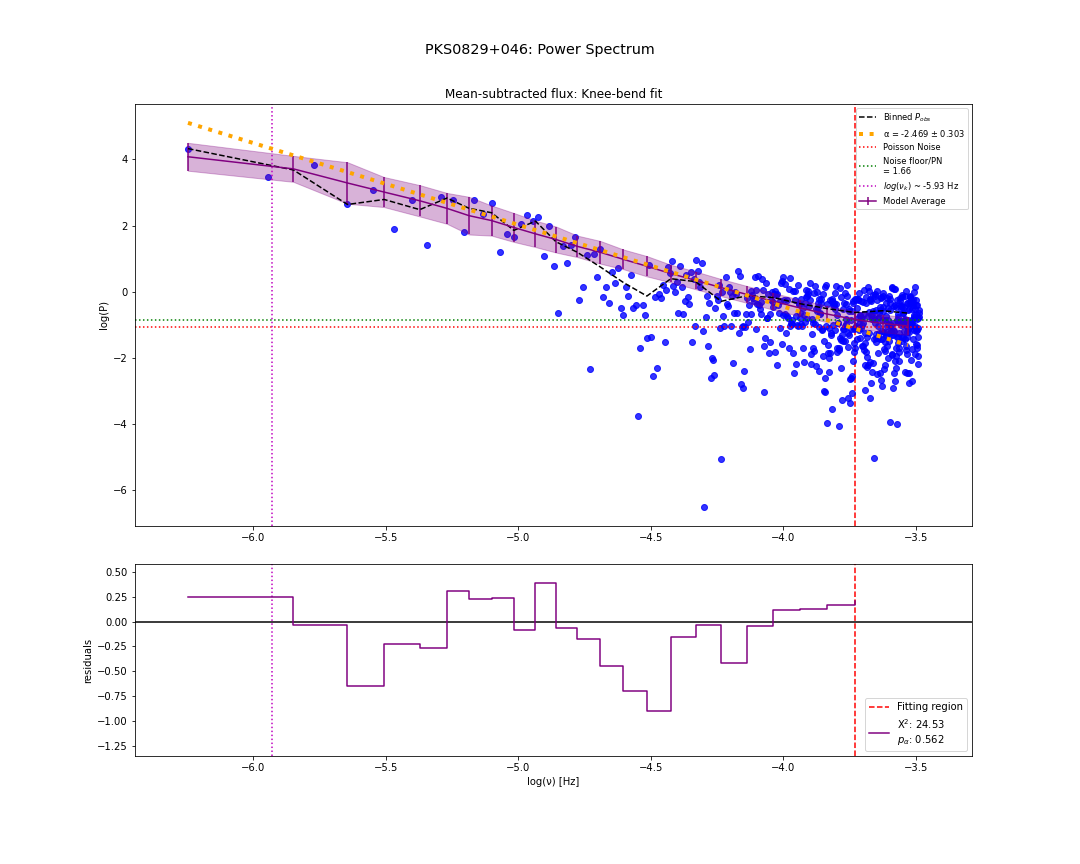 PKS0829+046: Power Spectrum
Mean-subtracted flux: Knee-bend fit
Binned P_obs
α = -2.469 ± 0.303
Poisson Noise
Noise floor/PN
= 1.66
log(ν_k) ~ -5.93 Hz
Model Average
log(P)
4
2
0
−2
−4
−6
−6.0
−5.5
−5.0
−4.5
−4.0
−3.5
residuals
0.50
0.25
0.00
−0.25
−0.50
−0.75
−1.00
−1.25
Fitting region
X²: 24.53
p_α: 0.562
−6.0
−5.5
−5.0
−4.5
−4.0
−3.5
log(ν) [Hz]